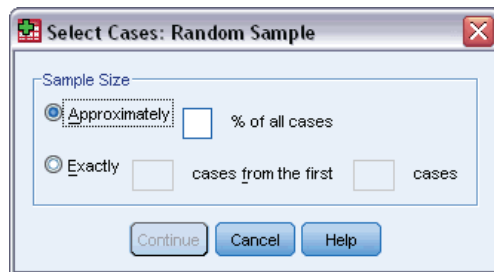 Select Cases: Random Sample
Sample Size
Approximately % of all cases
Exactly cases from the first cases
Continue Cancel Help